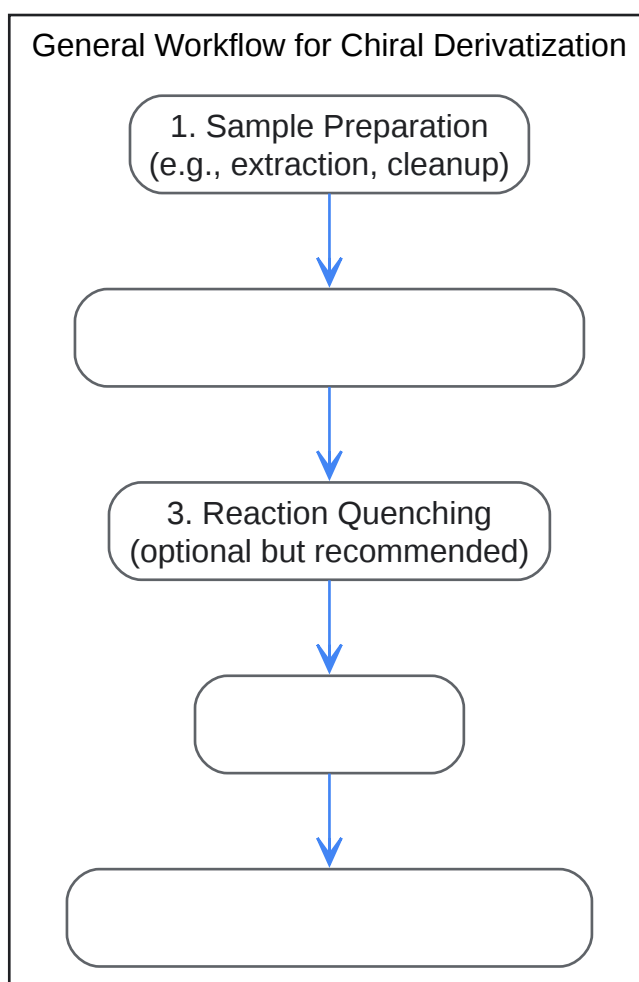 General Workflow for Chiral Derivatization
1. Sample Preparation
(e.g., extraction, cleanup)
3. Reaction Quenching
(optional but recommended)